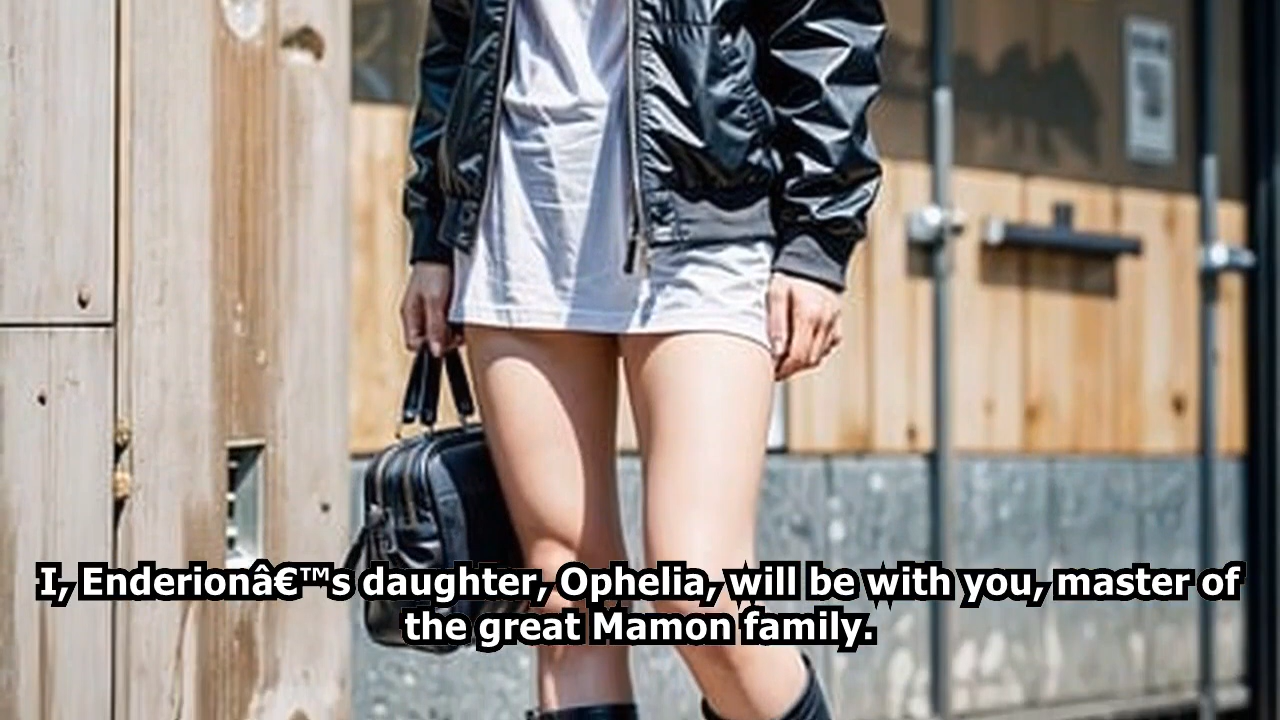 I, Enderionâ€™s daughter, Ophelia, will be with you, master of
the great Mamon family.